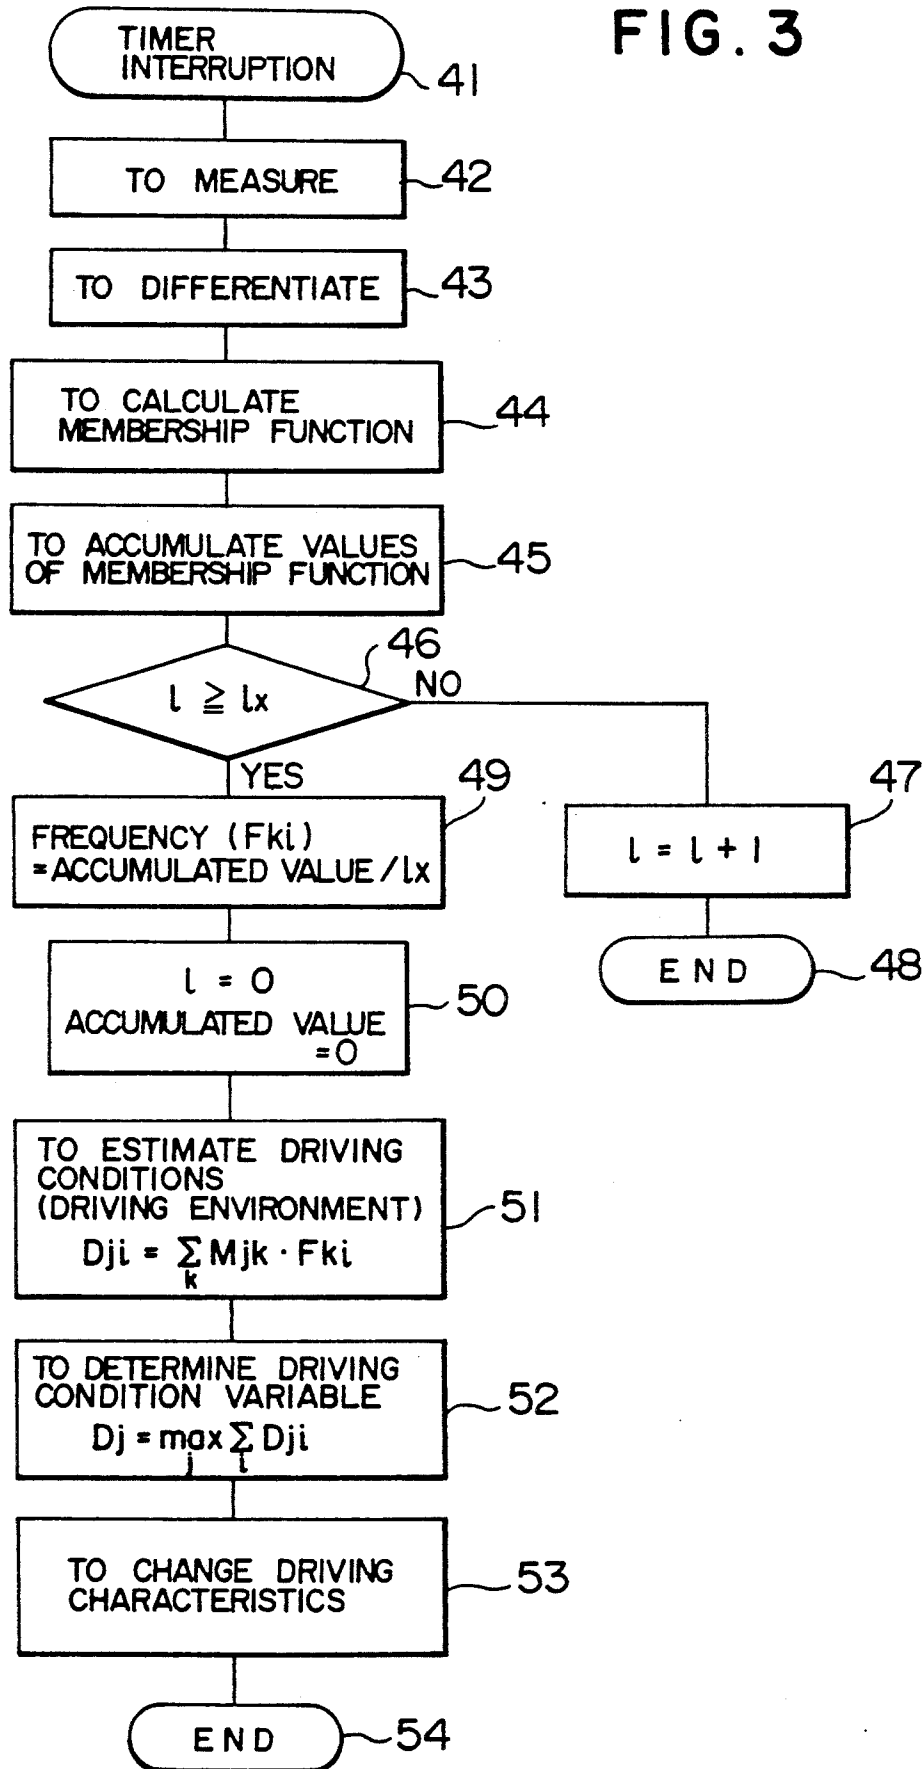 FIG. 3
TIMER
INTERRUPTION
41
TO MEASURE
42
TO DIFFERENTIATE
43
TO CALCULATE
MEMBERSHIP FUNCTION
44
TO ACCUMULATE VALUES
OF MEMBERSHIP FUNCTION
45
46
l ≧ lx
NO
YES
47
l = l + 1
END
48
49
FREQUENCY (Fki)
=ACCUMULATED VALUE/lx
l = 0
ACCUMULATED VALUE
=0
50
TO ESTIMATE DRIVING
CONDITIONS
(DRIVING ENVIRONMENT)
Dji = Σ Mjk · Fki
k
51
TO DETERMINE DRIVING
CONDITION VARIABLE
Dj = max Σ Dji
j i
52
TO CHANGE DRIVING
CHARACTERISTICS
53
END
54